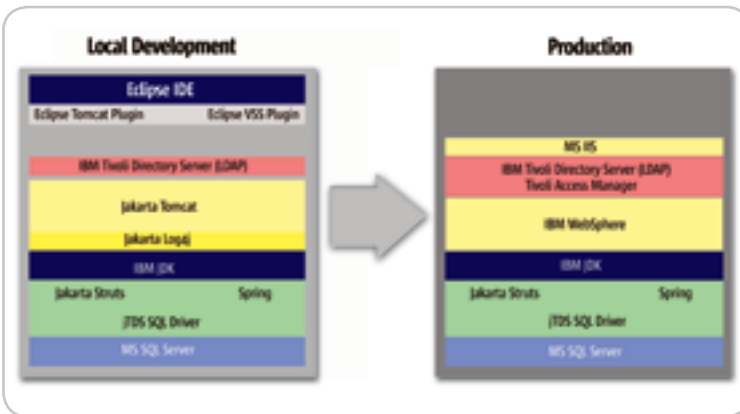 Local Development
Eclipse IDE
Eclipse Tomcat Plugin Eclipse VSS Plugin
IBM Tivoli Directory Server (LDAP)
Jakarta Tomcat
Jakarta Log4j
IBM JDK
Jakarta Struts Spring
jTDS SQL Driver
MS SQL Server
Production
MS IIS
IBM Tivoli Directory Server (LDAP)
Tivoli Access Manager
IBM WebSphere
IBM JDK
Jakarta Struts Spring
jTDS SQL Driver
MS SQL Server